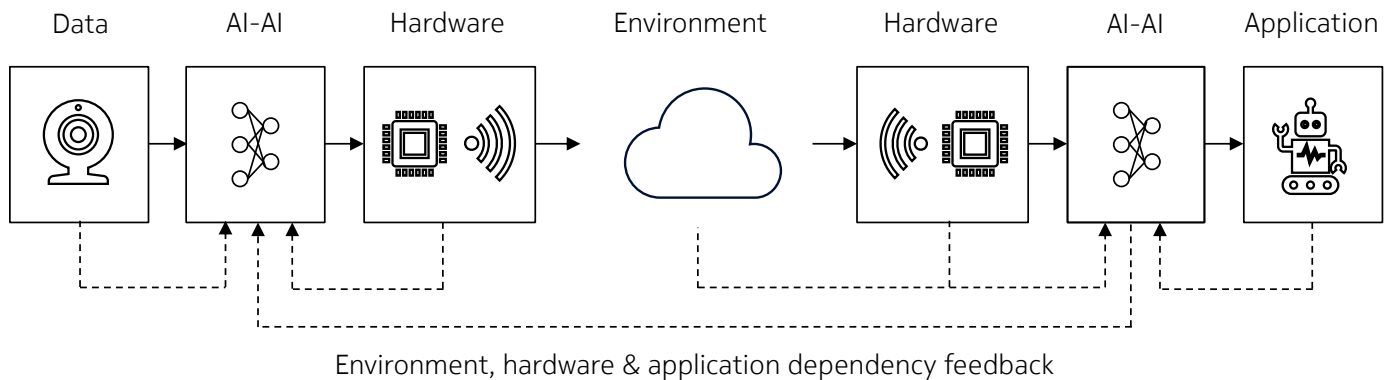 Data
AI-AI
Hardware
Environment
Hardware
AI-AI
Application
Environment, hardware & application dependency feedback